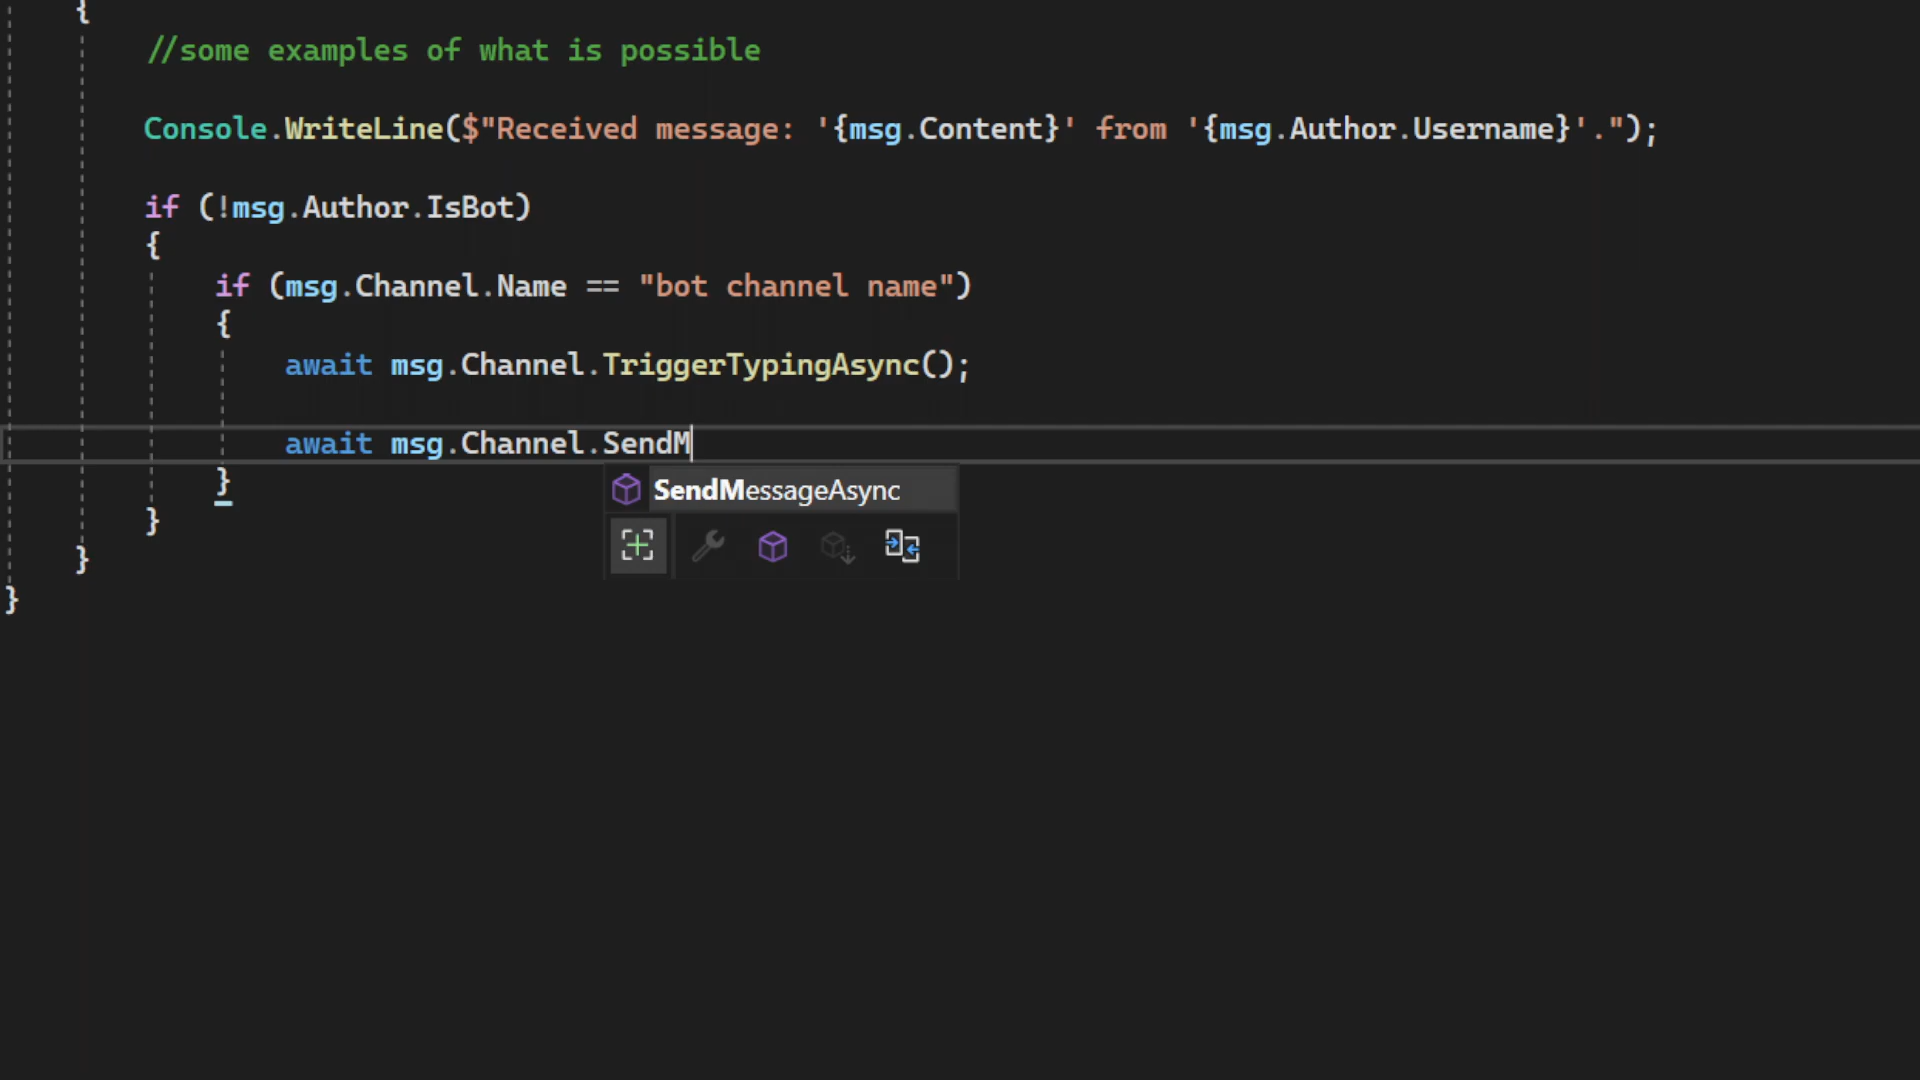 {
//some examples of what is possible
Console.WriteLine($"Received message: '{msg.Content}' from '{msg.Author.Username}'.");
if (!msg.Author.IsBot)
{
if (msg.Channel.Name == "bot channel name")
{
await msg.Channel.TriggerTypingAsync();
await msg.Channel.SendM
SendMessageAsync
}
}
}
}